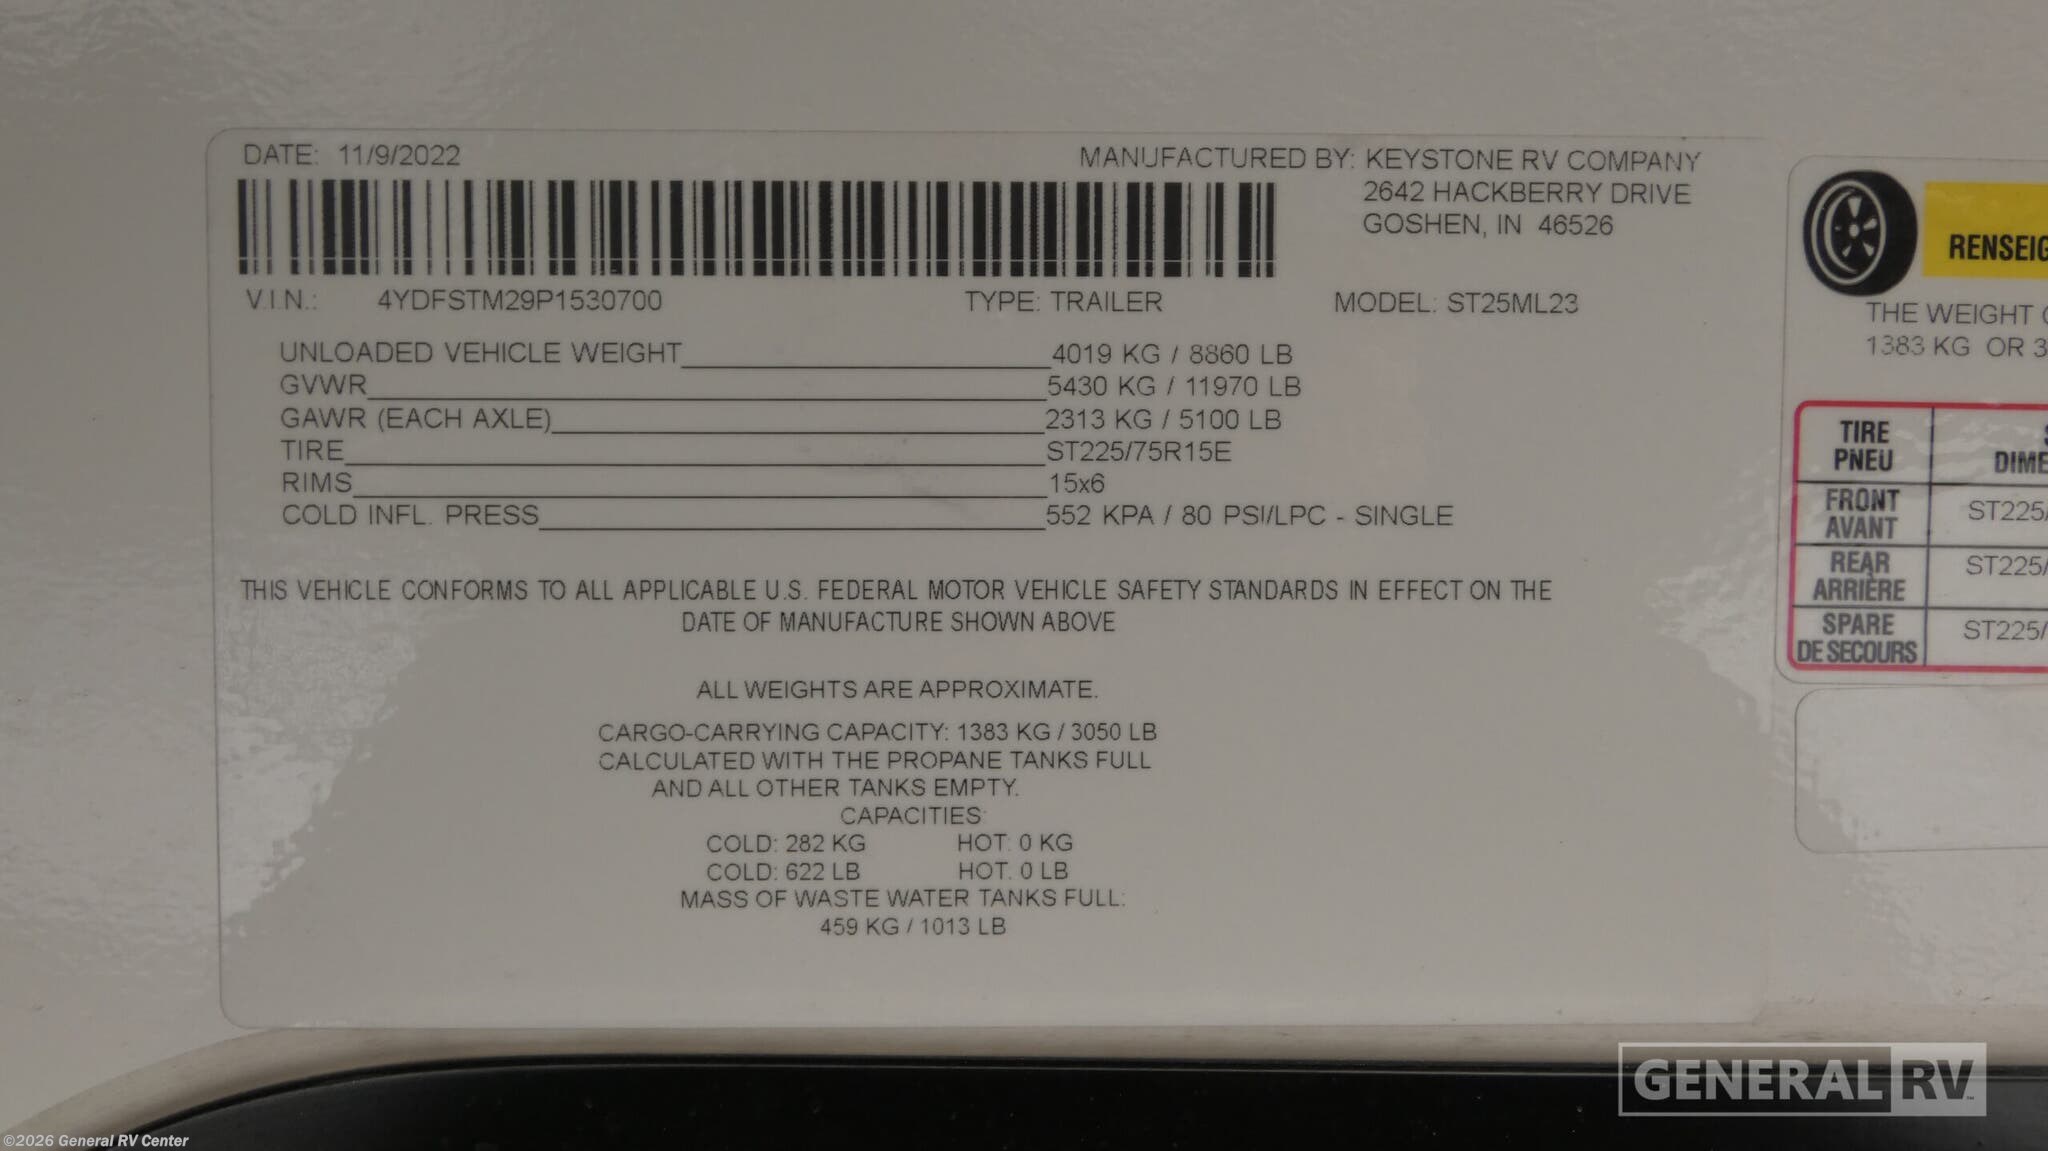 DATE: 11/9/2022
MANUFACTURED BY: KEYSTONE RV COMPANY
2642 HACKBERRY DRIVE
GOSHEN, IN 46526
V.I.N.: 4YDFSTM29P1530700 TYPE: TRAILER MODEL: ST25ML23
UNLOADED VEHICLE WEIGHT 4019 KG / 8860 LB
GVWR 5430 KG / 11970 LB
GAWR (EACH AXLE) 2313 KG / 5100 LB
TIRE ST225/75R15E
RIMS 15x6
COLD INFL. PRESS 552 KPA / 80 PSI/LPC - SINGLE
THIS VEHICLE CONFORMS TO ALL APPLICABLE U.S. FEDERAL MOTOR VEHICLE SAFETY STANDARDS IN EFFECT ON THE
DATE OF MANUFACTURE SHOWN ABOVE
ALL WEIGHTS ARE APPROXIMATE.
CARGO-CARRYING CAPACITY: 1383 KG / 3050 LB
CALCULATED WITH THE PROPANE TANKS FULL
AND ALL OTHER TANKS EMPTY.
CAPACITIES:
COLD: 282 KG HOT: 0 KG
COLD: 622 LB HOT: 0 LB
MASS OF WASTE WATER TANKS FULL:
459 KG / 1013 LB
THE WEIGHT
1383 KG OR 3
TIRE
PNEU
FRONT
AVANT
ST225/
REAR
ARRIÈRE
ST225/
SPARE
DE SECOURS
ST225/
GENERAL RV
©2026 General RV Center